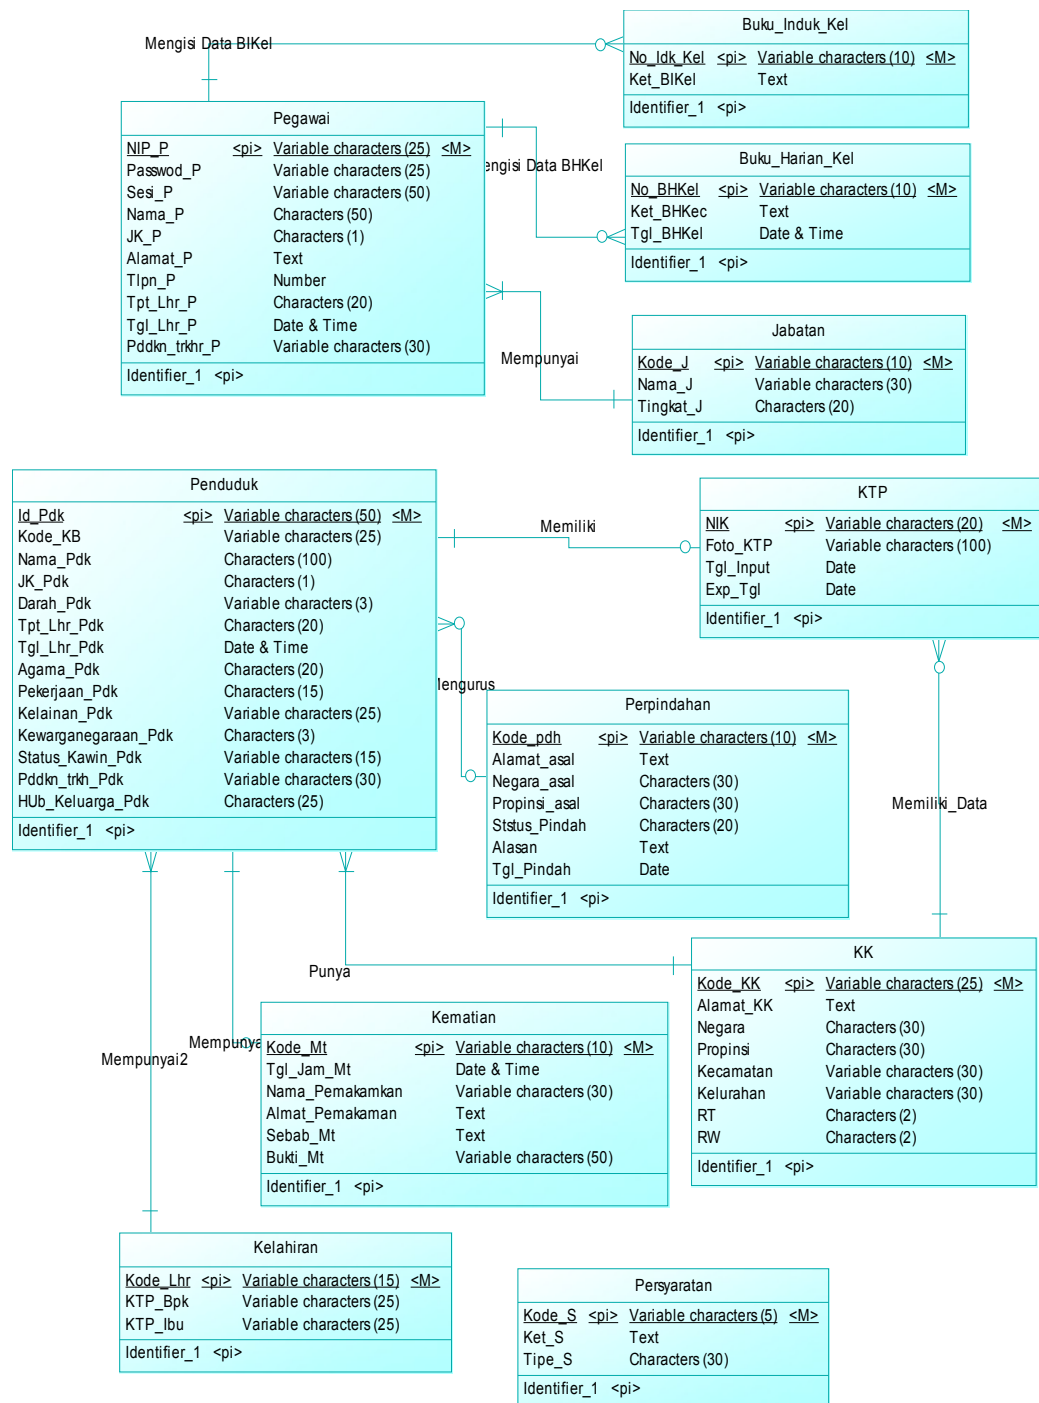 Mengisi Data BIKel
Buku_Induk_Kel
No_Idk_Kel <pi> Variable characters (10) <M>
Ket_BIKel Text
Identifier_1 <pi>
Pegawai
NIP_P <pi> Variable characters (25) <M>
Passwod_P Variable characters (25)
Sesi_P Variable characters (50)
Nama_P Characters (50)
JK_P Characters (1)
Alamat_P Text
Tlpn_P Number
Tpt_Lhr_P Characters (20)
Tgl_Lhr_P Date & Time
Pddkn_trkhr_P Variable characters (30)
Identifier_1 <pi>
engisi Data BHKel
Buku_Harian_Kel
No_BHKel <pi> Variable characters (10) <M>
Ket_BHKec Text
Tgl_BHKel Date & Time
Identifier_1 <pi>
Mempunyai
Jabatan
Kode_J <pi> Variable characters (10) <M>
Nama_J Variable characters (30)
Tingkat_J Characters (20)
Identifier_1 <pi>
Penduduk
Id_Pdk <pi> Variable characters (50) <M>
Kode_KB Variable characters (25)
Nama_Pdk Characters (100)
JK_Pdk Characters (1)
Darah_Pdk Variable characters (3)
Tpt_Lhr_Pdk Characters (20)
Tgl_Lhr_Pdk Date & Time
Agama_Pdk Characters (20)
Pekerjaan_Pdk Characters (15)
Kelainan_Pdk Variable characters (25)
Kewarganegaraan_Pdk Characters (3)
Status_Kawin_Pdk Variable characters (15)
Pddkn_trkh_Pdk Variable characters (30)
HUb_Keluarga_Pdk Characters (25)
Identifier_1 <pi>
Memiliki
KTP
NIK <pi> Variable characters (20) <M>
Foto_KTP Variable characters (100)
Tgl_Input Date
Exp_Tgl Date
Identifier_1 <pi>
engurus
Perpindahan
Kode_pdh <pi> Variable characters (10) <M>
Alamat_asal Text
Negara_asal Characters (30)
Propinsi_asal Characters (30)
Ststus_Pindah Characters (20)
Alasan Text
Tgl_Pindah Date
Identifier_1 <pi>
Memiliki_Data
Punya
KK
Kode_KK <pi> Variable characters (25) <M>
Alamat_KK Text
Negara Characters (30)
Propinsi Characters (30)
Kecamatan Variable characters (30)
Kelurahan Variable characters (30)
RT Characters (2)
RW Characters (2)
Identifier_1 <pi>
Mempunya
Mempunyai2
Kematian
Kode_Mt <pi> Variable characters (10) <M>
Tgl_Jam_Mt Date & Time
Nama_Pemakamkan Variable characters (30)
Almat_Pemakaman Text
Sebab_Mt Text
Bukti_Mt Variable characters (50)
Identifier_1 <pi>
Kelahiran
Kode_Lhr <pi> Variable characters (15) <M>
KTP_Bpk Variable characters (25)
KTP_Ibu Variable characters (25)
Identifier_1 <pi>
Persyaratan
Kode_S <pi> Variable characters (5) <M>
Ket_S Text
Tipe_S Characters (30)
Identifier_1 <pi>